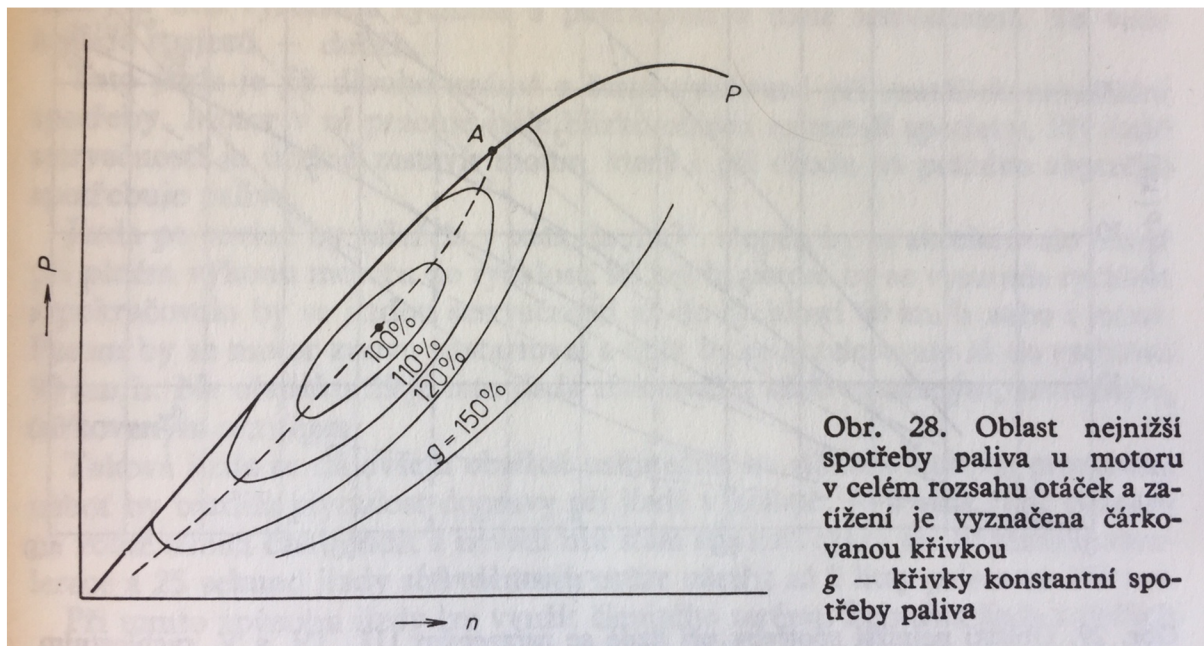 P
A
P
100%
110%
120%
g = 150%
n
Obr. 28. Oblast nejnižší
spotřeby paliva u motoru
v celém rozsahu otáček a za-
tížení je vyznačena čárko-
vanou křivkou
g – křivky konstantní spo-
třeby paliva